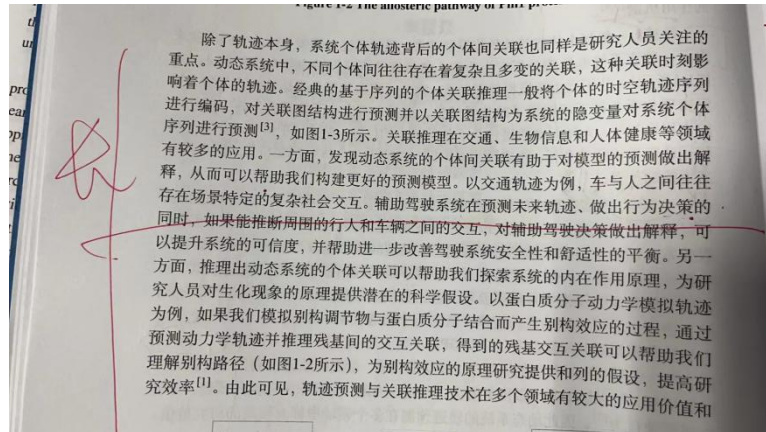 Figure 1-2 The allosteric pathway of Pin1
除了轨迹本身，系统个体轨迹背后的个体间关联也同样是研究人员关注的
重点。动态系统中，不同个体间往往存在着复杂且多变的关联，这种关联时刻影
响着个体的轨迹。经典的基于序列的个体关联推理一般将个体的时空轨迹序列
进行编码，对关联图结构进行预测并以关联图结构为系统的隐变量对系统个体
序列进行预测[3]，如图1-3所示。关联推理在交通、生物信息和人体健康等领域
有较多的应用。一方面，发现动态系统的个体间关联有助于对模型的预测做出解
释，从而可以帮助我们构建更好的预测模型。以交通轨迹为例，车与人之间往往
存在场景特定的复杂社会交互。辅助驾驶系统在预测未来轨迹、做出行为决策的
同时，如果能推断周围的行人和车辆之间的交互，对辅助驾驶决策做出解释，可
以提升系统的可信度，并帮助进一步改善驾驶系统安全性和舒适性的平衡。另一
方面，推理出动态系统的个体关联可以帮助我们探索系统的内在作用原理，为研
究人员对生化现象的原理提供潜在的科学假设。以蛋白质分子动力学模拟轨迹
为例，如果我们模拟别构调节物与蛋白质分子结合而产生别构效应的过程，通过
预测动力学轨迹并推理残基间的交互关联，得到的残基交互关联可以帮助我们
理解别构路径（如图1-2所示），为别构效应的原理研究提供和列的假设，提高研
究效率[1]。由此可见，轨迹预测与关联推理技术在多个领域有较大的应用价值和